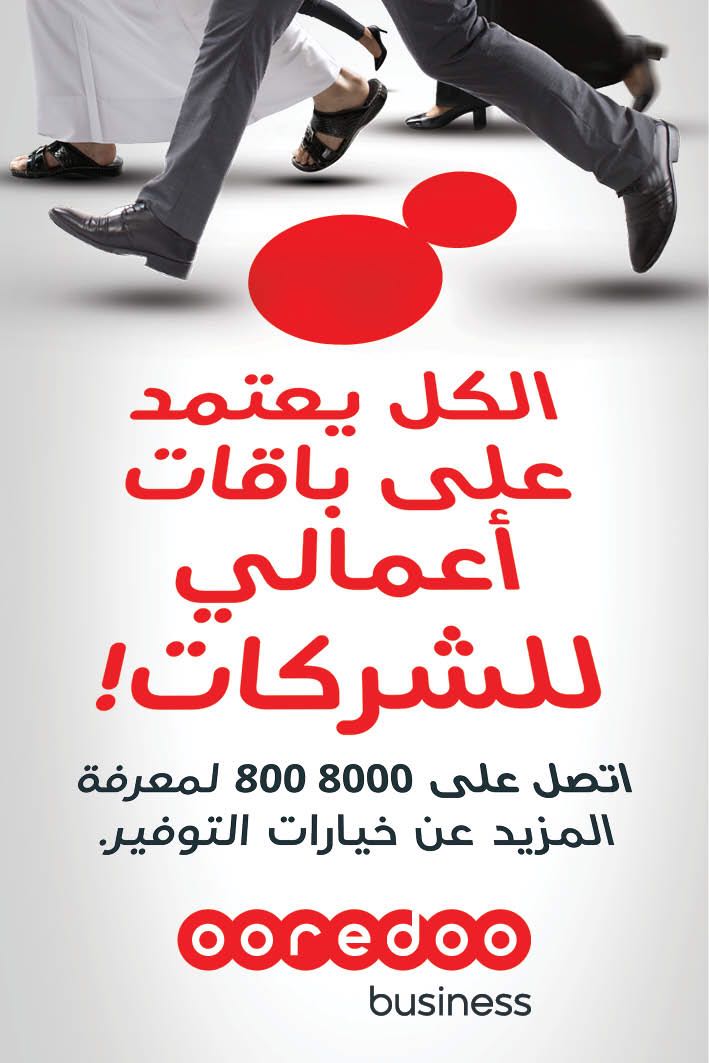 الكل يعتمد
على باقات
أعمالي
للشركات!
اتصل على 8000 800 لمعرفة
المزيد عن خيارات التوفير.
ooredoo
business